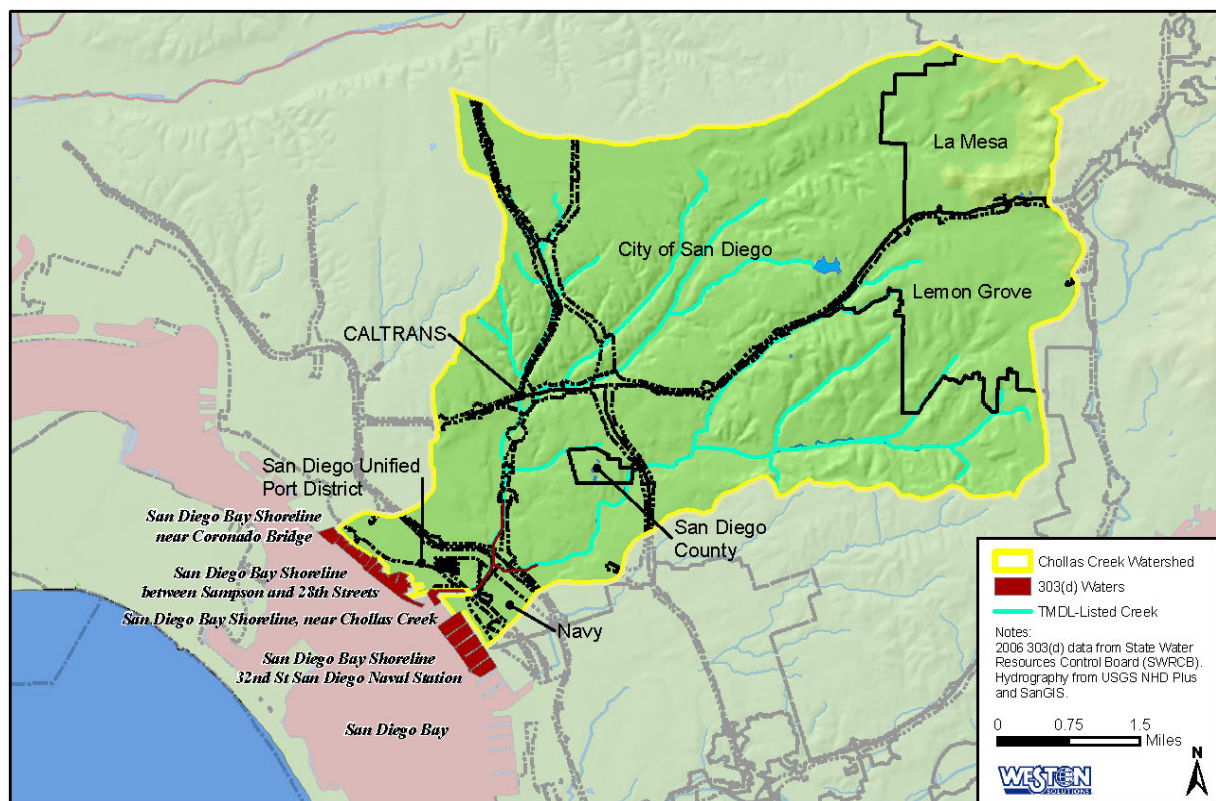 La Mesa
City of San Diego
Lemon Grove
CALTRANS
San Diego Unified
Port District
San Diego Bay Shoreline
near Coronado Bridge
San Diego
County
San Diego Bay Shoreline
between Sampson and 28th Streets
San Diego Bay Shoreline, near Chollas Creek
Navy
San Diego Bay Shoreline
32nd St San Diego Naval Station
San Diego Bay
Chollas Creek Watershed
303(d) Waters
TMDL-Listed Creek
Notes:
2006 303(d) data from State Water
Resources Control Board (SWRCB).
Hydrography from USGS NHD Plus
and SanGIS.
0 0.75 1.5
Miles
N
WESTON
SOLUTIONS